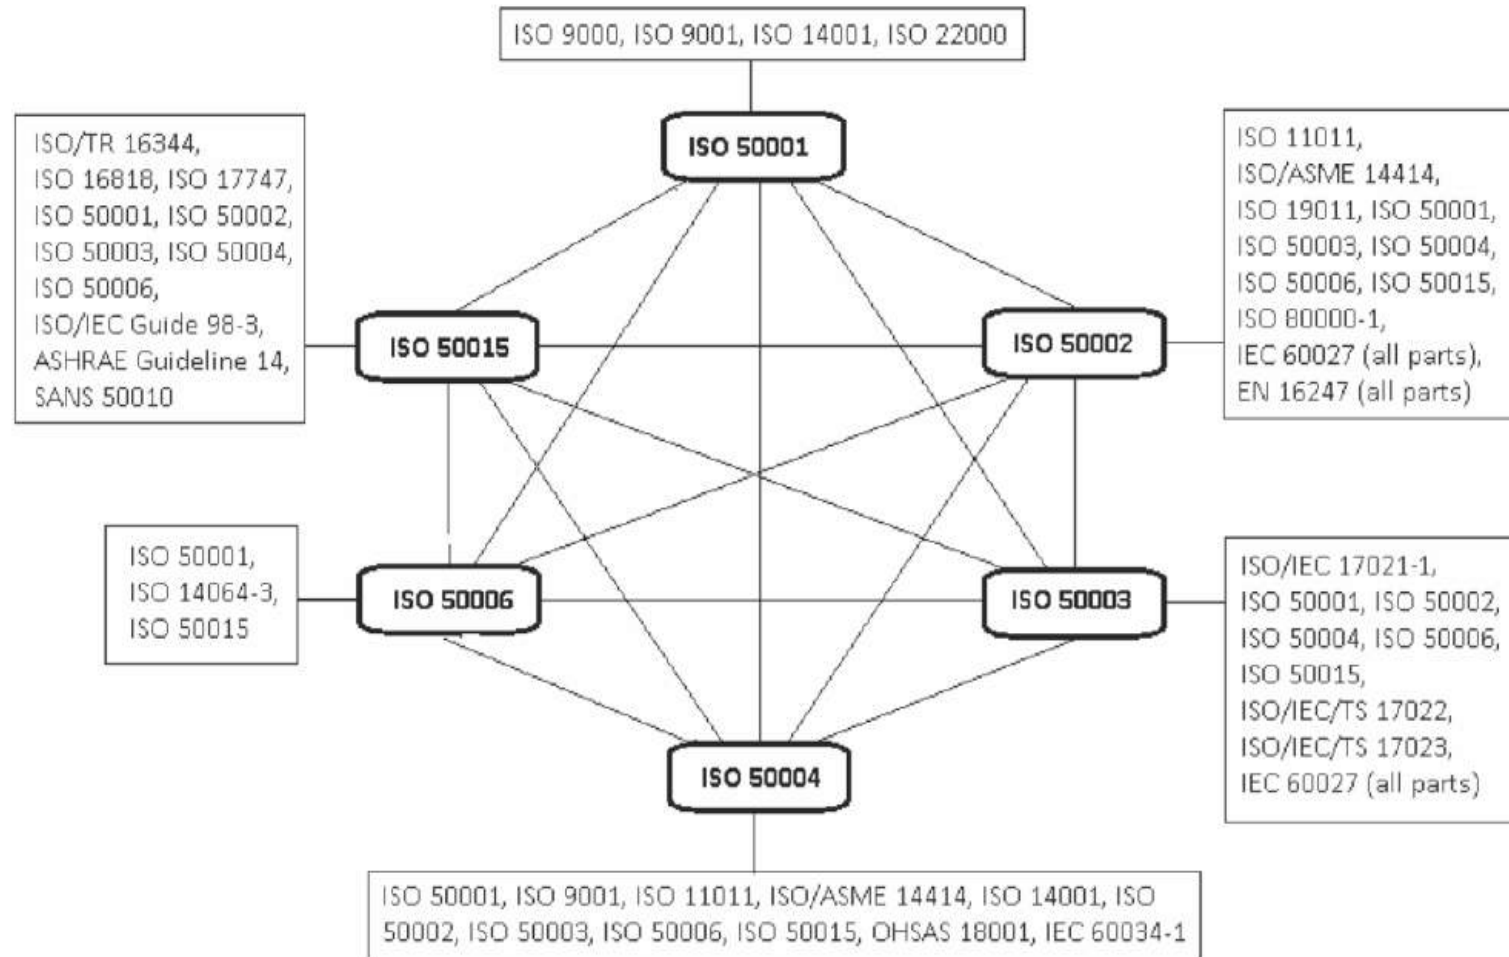 ISO 9000, ISO 9001, ISO 14001, ISO 22000
ISO 50001
ISO/TR 16344,
ISO 16818, ISO 17747,
ISO 50001, ISO 50002,
ISO 50003, ISO 50004,
ISO 50006,
ISO/IEC Guide 98-3,
ASHRAE Guideline 14,
SANS 50010
ISO 50015
ISO 50002
ISO 11011,
ISO/ASME 14414,
ISO 19011, ISO 50001,
ISO 50003, ISO 50004,
ISO 50006, ISO 50015,
ISO 80000-1,
IEC 60027 (all parts),
EN 16247 (all parts)
ISO 50001,
ISO 14064-3,
ISO 50015
ISO 50006
ISO 50003
ISO/IEC 17021-1,
ISO 50001, ISO 50002,
ISO 50004, ISO 50006,
ISO 50015,
ISO/IEC/TS 17022,
ISO/IEC/TS 17023,
IEC 60027 (all parts)
ISO 50004
ISO 50001, ISO 9001, ISO 11011, ISO/ASME 14414, ISO 14001, ISO
50002, ISO 50003, ISO 50006, ISO 50015, OHSAS 18001, IEC 60034-1